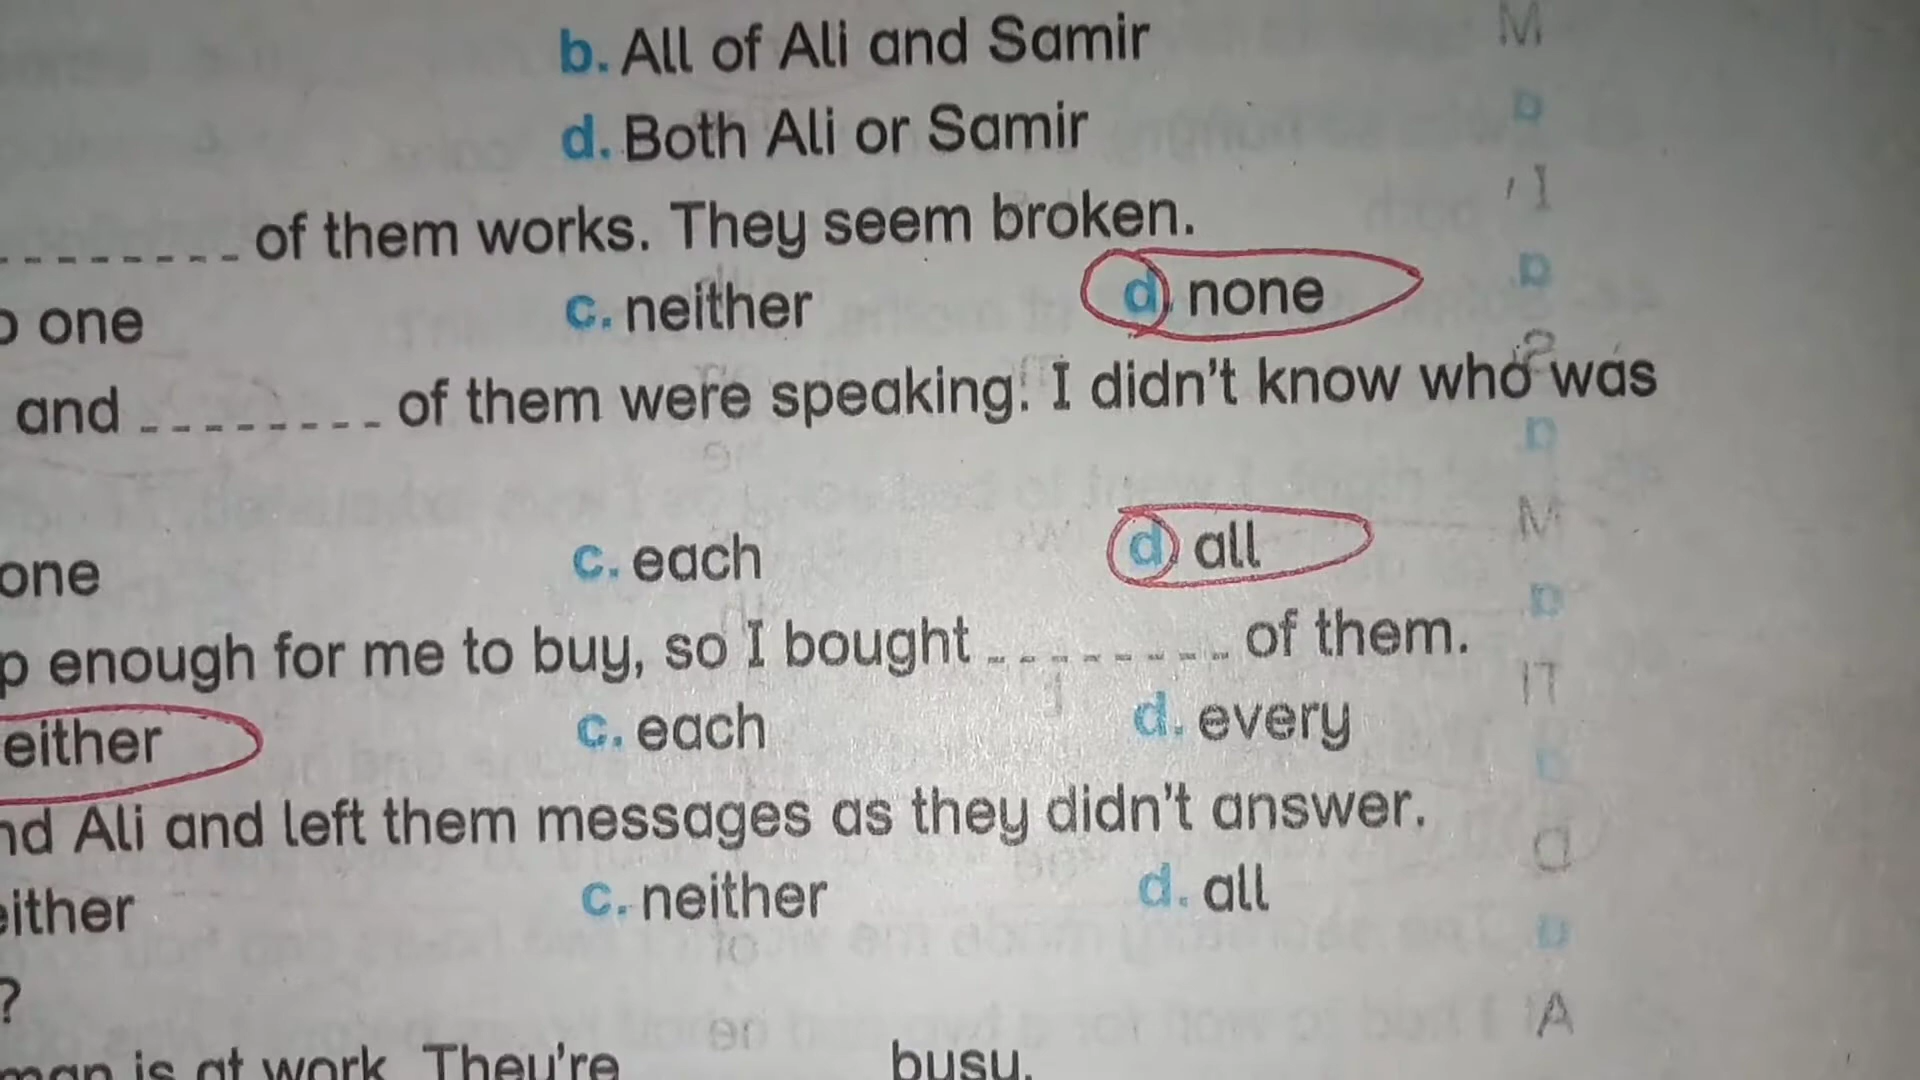 b. All of Ali and Samir
d. Both Ali or Samir
of them works. They seem broken.
one c. neither d. none
and of them were speaking. I didn't know who was
one c. each d. all
enough for me to buy, so I bought of them.
either c. each d. every
Ali and left them messages as they didn't answer.
c. neither d. all
?
is at work. They're busy.